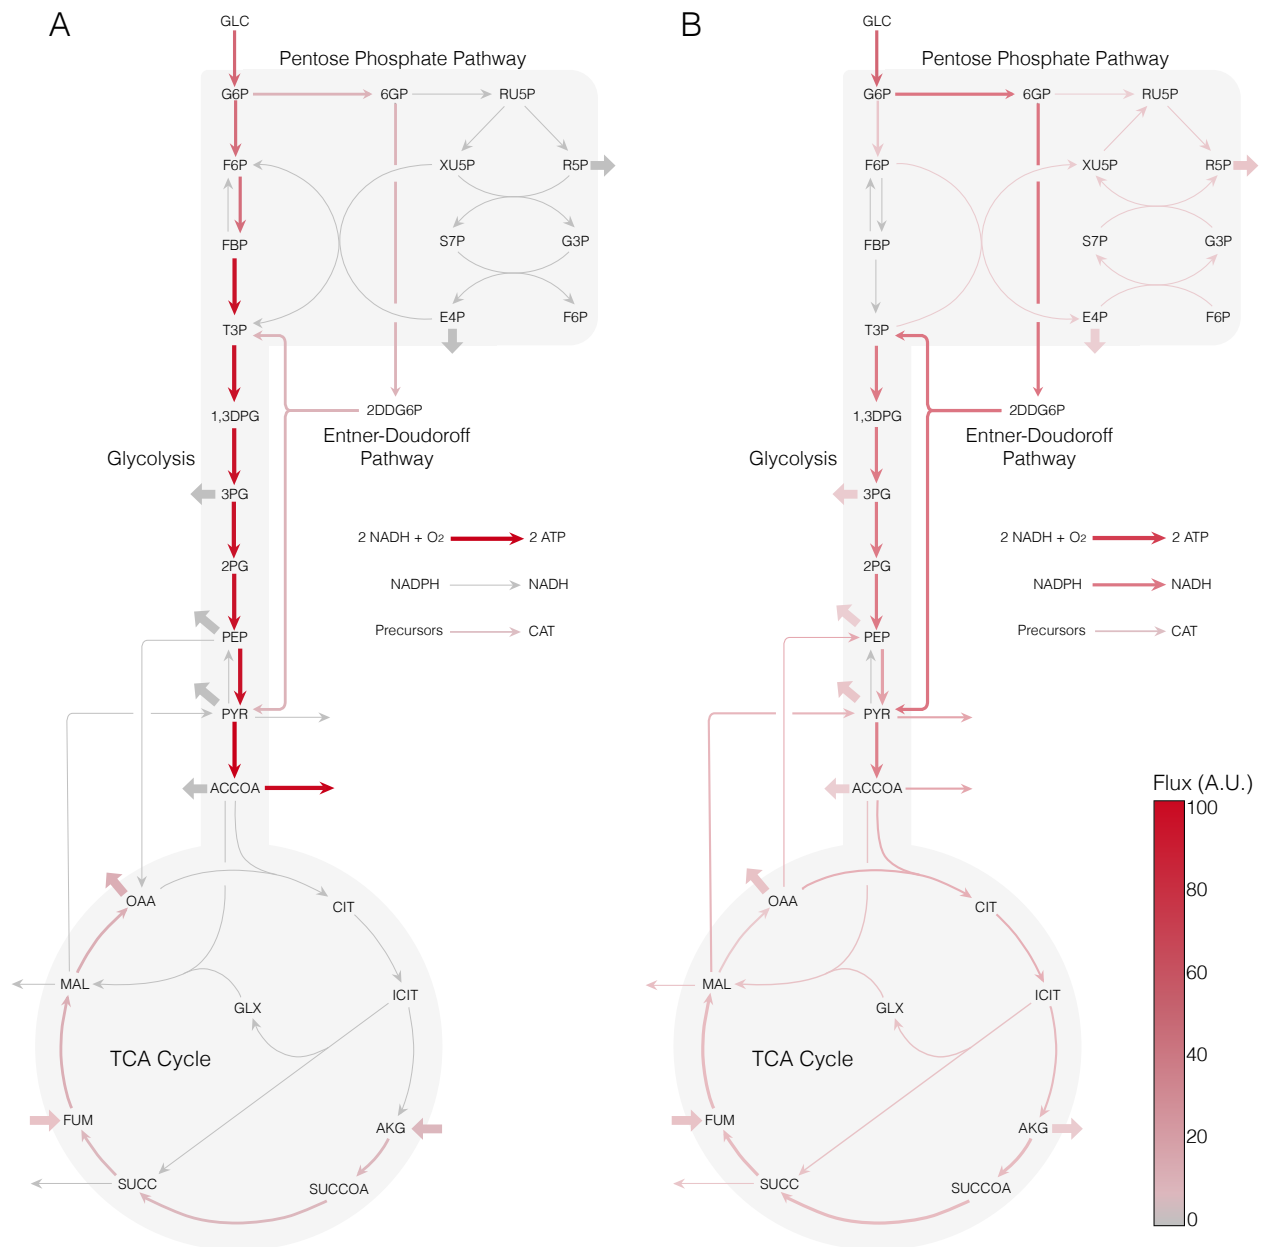 A
GLC
Pentose Phosphate Pathway
G6P
6GP
RU5P
F6P
XU5P
R5P
FBP
S7P
G3P
T3P
E4P
F6P
1,3DPG
2DDG6P
Entner-Doudoroff
Pathway
Glycolysis
3PG
2 NADH + O2
2 ATP
2PG
NADPH
NADH
PEP
Precursors
CAT
PYR
ACCOA
OAA
CIT
MAL
ICIT
GLX
TCA Cycle
FUM
AKG
SUCC
SUCCOA
B
GLC
Pentose Phosphate Pathway
G6P
6GP
RU5P
F6P
XU5P
R5P
FBP
S7P
G3P
T3P
E4P
F6P
1,3DPG
2DDG6P
Entner-Doudoroff
Pathway
Glycolysis
3PG
2 NADH + O2
2 ATP
2PG
NADPH
NADH
PEP
Precursors
CAT
PYR
ACCOA
OAA
CIT
MAL
ICIT
GLX
TCA Cycle
FUM
AKG
SUCC
SUCCOA
Flux (A.U.)
100
80
60
40
20
0